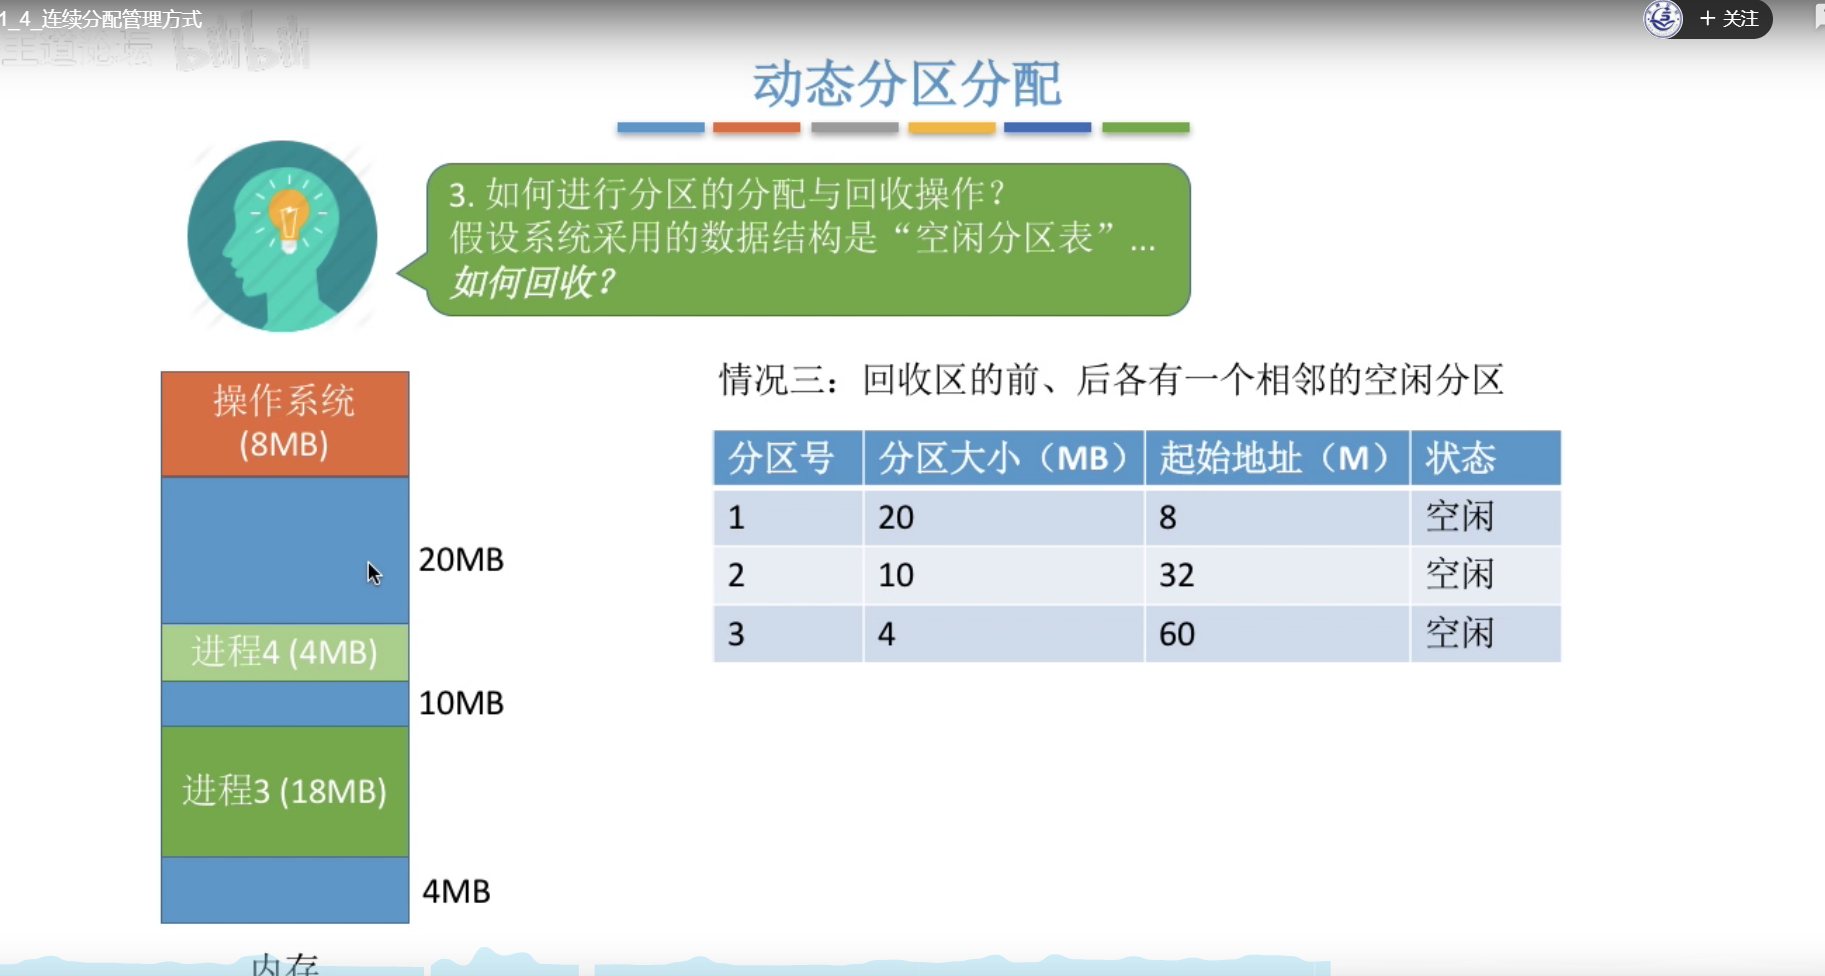 1_4_连续分配管理方式
+ 关注
王道论坛 bilibili
动态分区分配
3. 如何进行分区的分配与回收操作？
假设系统采用的数据结构是“空闲分区表”...
如何回收？
操作系统
(8MB)
20MB
进程4 (4MB)
10MB
进程3 (18MB)
4MB
内存
情况三：回收区的前、后各有一个相邻的空闲分区
分区号 分区大小（MB） 起始地址（M） 状态
1 20 8 空闲
2 10 32 空闲
3 4 60 空闲